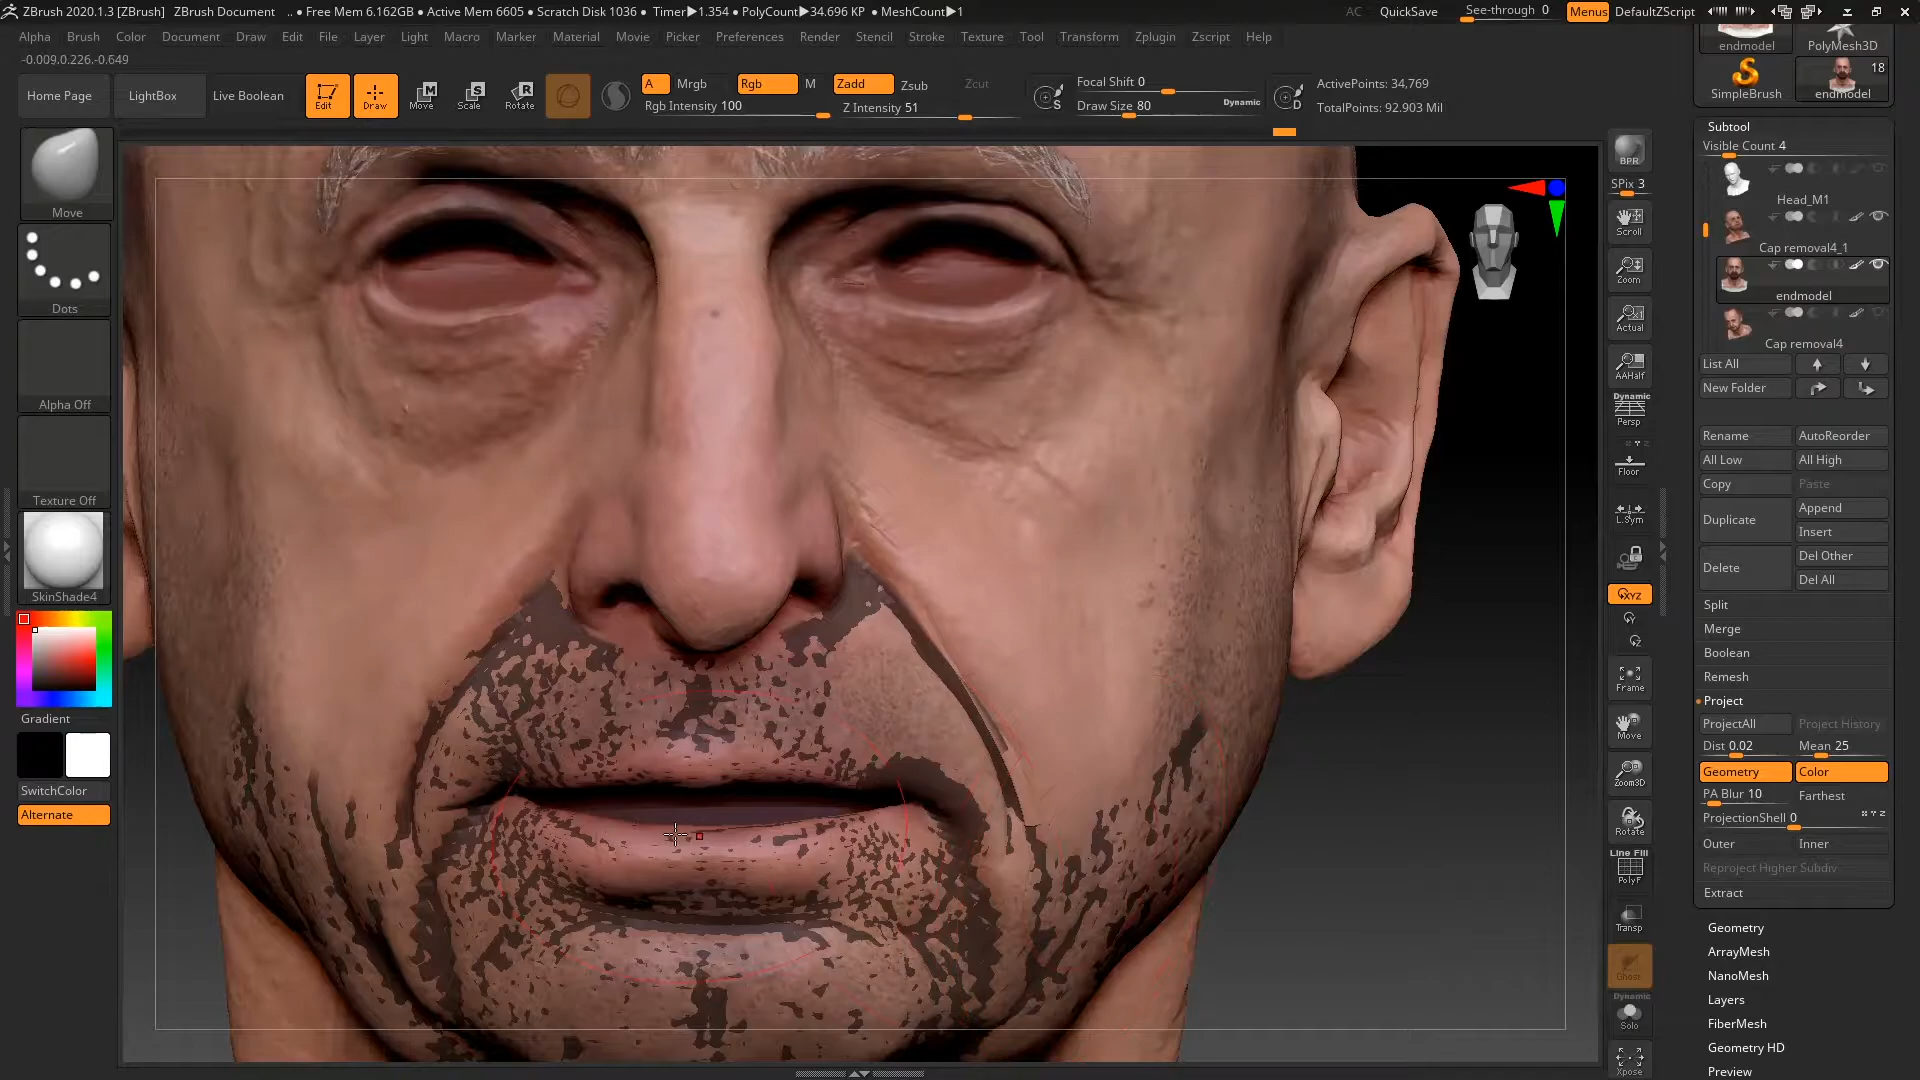 ZBrush 2020.1.3 [ZBrush] ZBrush Document .. • Free Mem 6.162GB • Active Mem 6605 • Scratch Disk 1036 • Timer▶1.354 • PolyCount▶34.696 KP • MeshCount▶1 AC QuickSave See-through 0 Menus DefaultZScript
Alpha Brush Color Document Draw Edit File Layer Light Macro Marker Material Movie Picker Preferences Render Stencil Stroke Texture Tool Transform Zplugin Zscript Help
-0.009,0.226,-0.649
Home Page LightBox Live Boolean Edit Draw Move Scale Rotate
A Mrgb Rgb M Zadd Zsub Zcut
Rgb Intensity 100 Z Intensity 51
Focal Shift 0
Draw Size 80 Dynamic
S D
ActivePoints: 34,769
TotalPoints: 92.903 Mil
Move
Dots
Alpha Off
Texture Off
SkinShade4
Gradient
SwitchColor
Alternate
BPR
SPix 3
Scroll
Zoom
Actual
AAHalf
Dynamic
Persp
Floor
L.Sym
XYZ
Frame
Move
Zoom3D
Rotate
Line Fill
PolyF
Transp
Ghost
Dynamic
Solo
Xpose
endmodel PolyMesh3D
18
SimpleBrush endmodel
Subtool
Visible Count 4
Head_M1
Cap removal4_1
endmodel
Cap removal4
List All
New Folder
Rename AutoReorder
All Low All High
Copy Paste
Duplicate Append
Insert
Delete Del Other
Del All
Split
Merge
Boolean
Remesh
Project
ProjectAll Project History
Dist 0.02 Mean 25
Geometry Color
PA Blur 10 Farthest
ProjectionShell 0
Outer Inner
Reproject Higher Subdiv
Extract
Geometry
ArrayMesh
NanoMesh
Layers
FiberMesh
Geometry HD
Preview